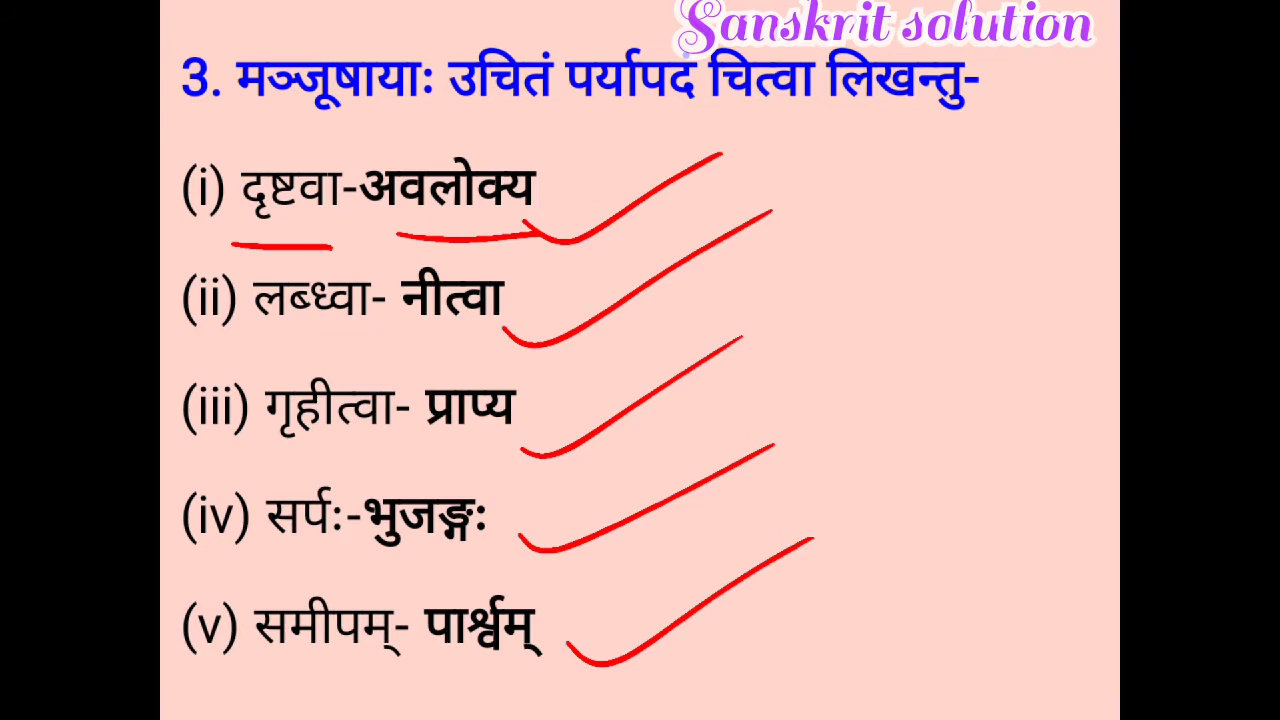 Sanskrit solution
3. मञ्जूषायाः उचितं पर्यापदं चित्वा लिखन्तु-
(i) दृष्टवा-अवलोक्य
(ii) लब्ध्वा- नीत्वा
(iii) गृहीत्वा- प्राप्य
(iv) सर्पः-भुजङ्गः
(v) समीपम्- पार्श्वम्